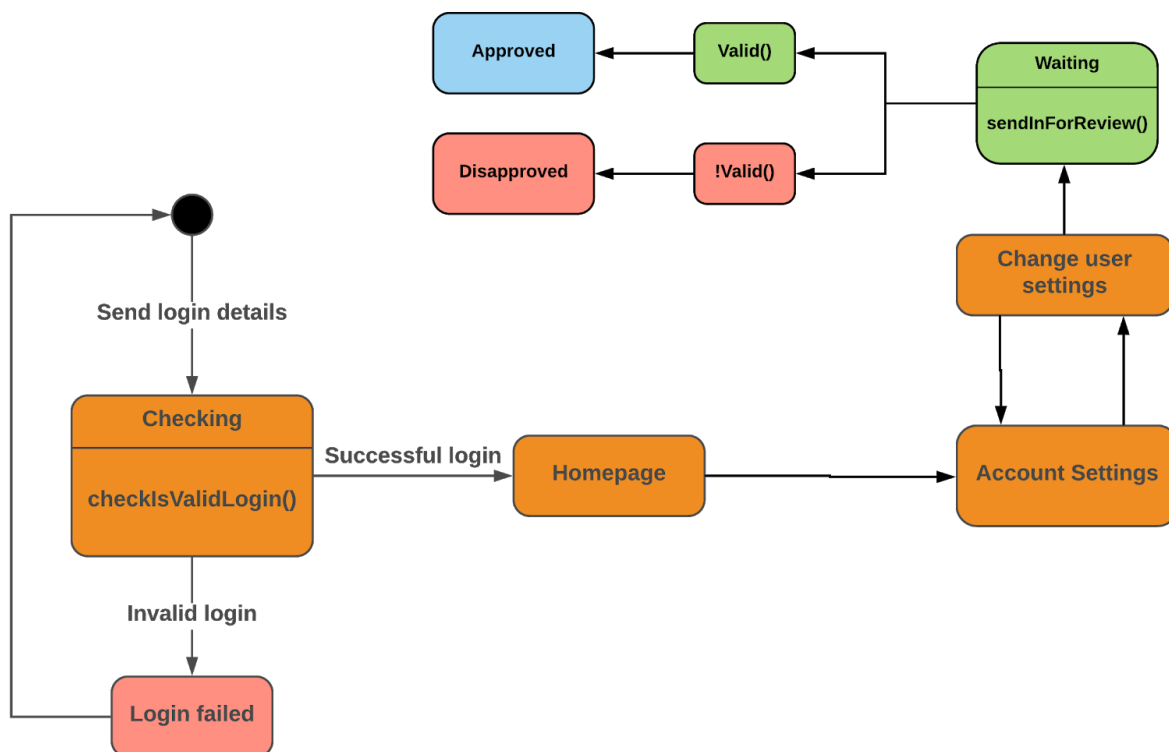 Approved
Valid()
Waiting
sendInForReview()
Disapproved
!Valid()
Change user
settings
Send login details
Checking
checkIsValidLogin()
Successful login
Homepage
Account Settings
Invalid login
Login failed